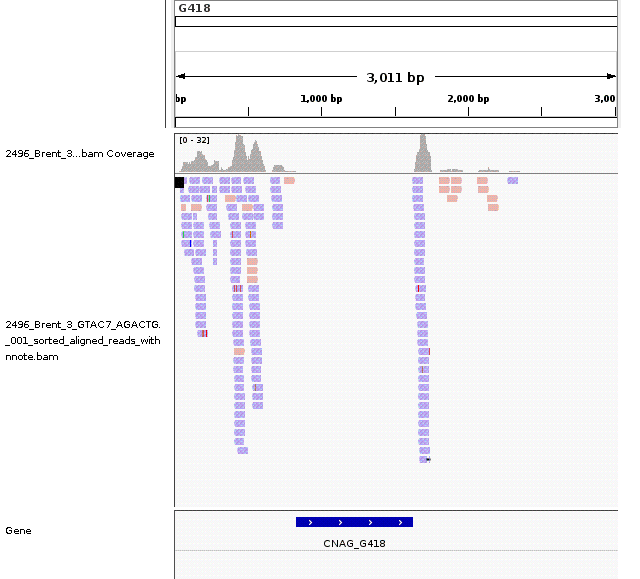 G418
3,011 bp
bp 1,000 bp 2,000 bp 3,00
[0 - 32]
2496_Brent_3...bam Coverage
2496_Brent_3_GTAC7_AGACTG.
_001_sorted_aligned_reads_with
nnote.bam
Gene
CNAG_G418